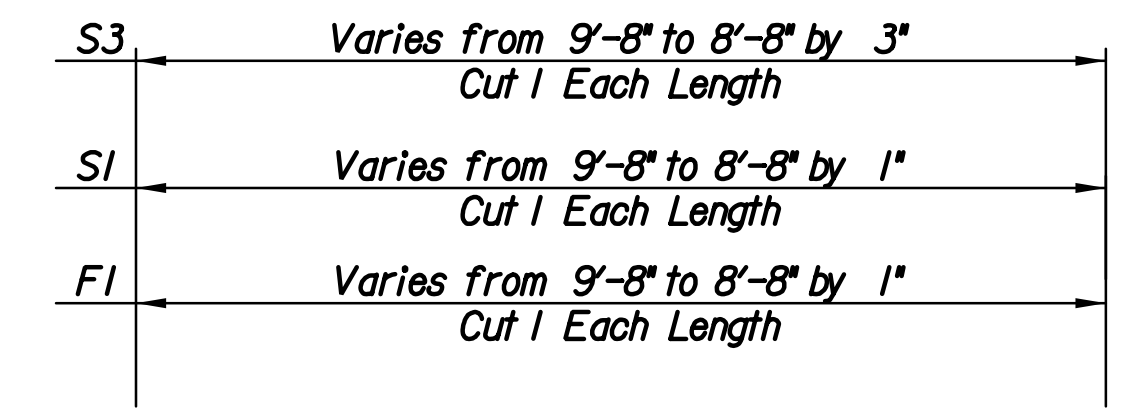 S3 Varies from 9'-8" to 8'-8" by 3"
Cut 1 Each Length
S1 Varies from 9'-8" to 8'-8" by 1"
Cut 1 Each Length
F1 Varies from 9'-8" to 8'-8" by 1"
Cut 1 Each Length